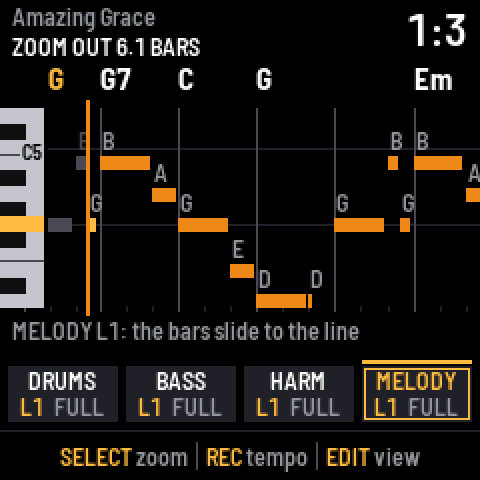 Amazing Grace
1:3
ZOOM OUT 6.1 BARS
G G7 C G Em
C5
B B B B
A A
G G G G
E
D D
MELODY L1: the bars slide to the line
DRUMS BASS HARM MELODY
L1 FULL L1 FULL L1 FULL L1 FULL
SELECT zoom REC tempo EDIT view